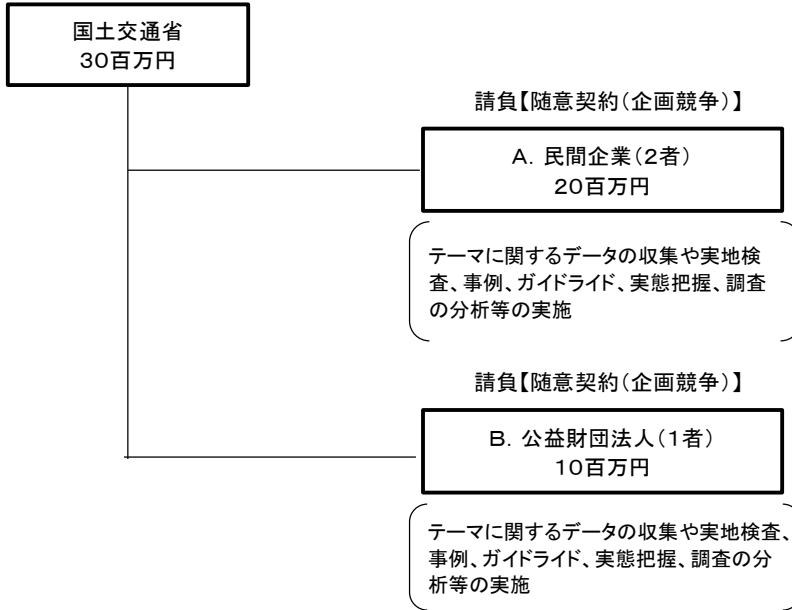 国土交通省
30百万円
請負【随意契約(企画競争)】
A. 民間企業(2者)
20百万円
テーマに関するデータの収集や実地検
査、事例、ガイドライド、実態把握、調査
の分析等の実施
請負【随意契約(企画競争)】
B. 公益財団法人(1者)
10百万円
テーマに関するデータの収集や実地検査、
事例、ガイドライド、実態把握、調査の分
析等の実施